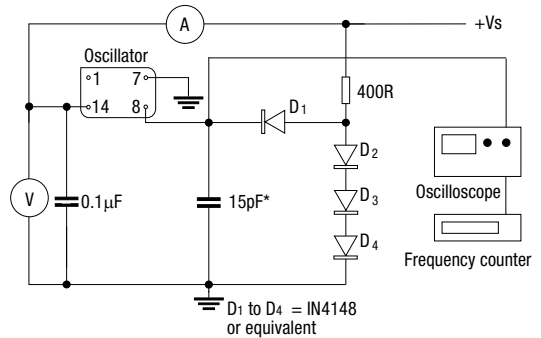 A
+Vs
Oscillator
1 7
14 8
400R
D1
D2
D3
D4
V
0.1µF
15pF*
Oscilloscope
Frequency counter
D1 to D4 = IN4148
or equivalent